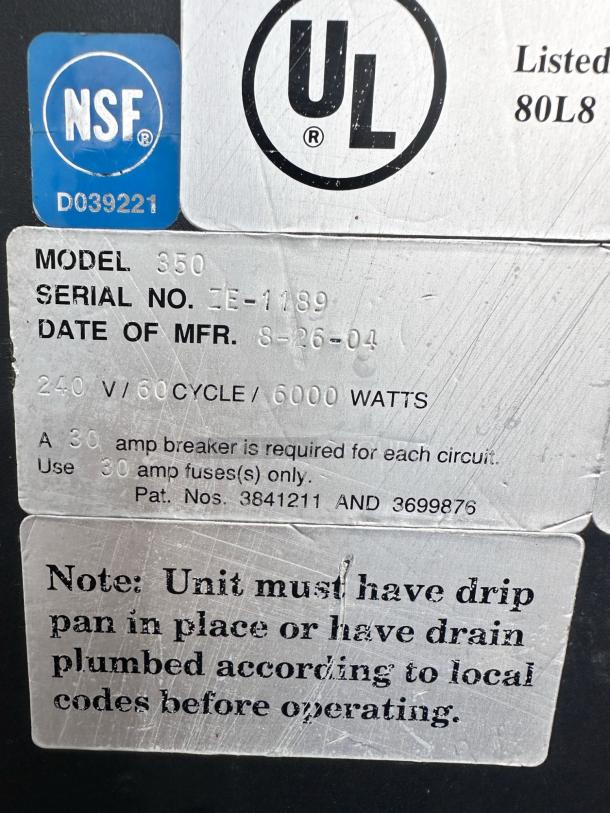 NSF®
D039221
UL®
Listed
80L8
MODEL 350
SERIAL NO. IE-1189
DATE OF MFR. 8-26-04
240 V / 60 CYCLE / 6000 WATTS
A 30 amp breaker is required for each circuit.
Use 30 amp fuses(s) only.
Pat. Nos. 3841211 AND 3699876
Note: Unit must have drip
pan in place or have drain
plumbed according to local
codes before operating.